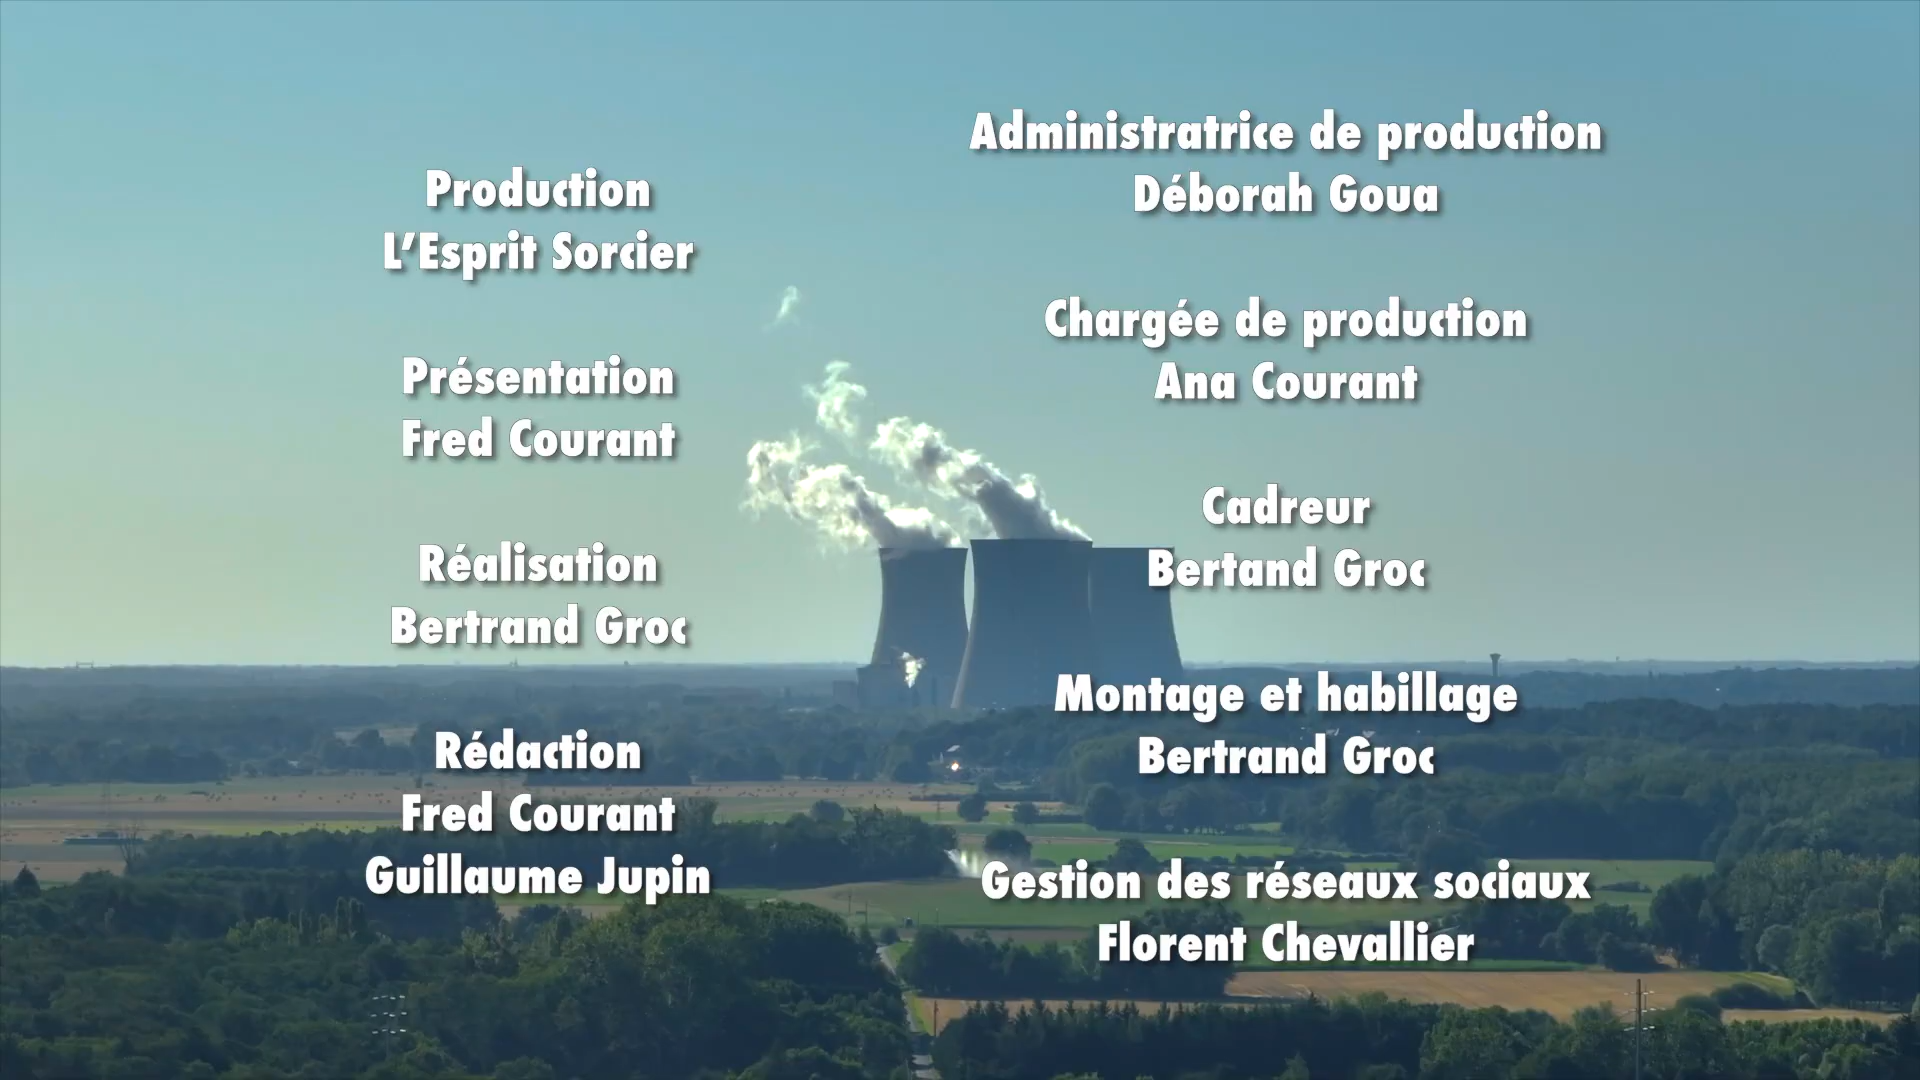 Production
L'Esprit Sorcier
Présentation
Fred Courant
Réalisation
Bertrand Groc
Rédaction
Fred Courant
Guillaume Jupin
Administratrice de production
Déborah Goua
Chargée de production
Ana Courant
Cadreur
Bertand Groc
Montage et habillage
Bertrand Groc
Gestion des réseaux sociaux
Florent Chevallier